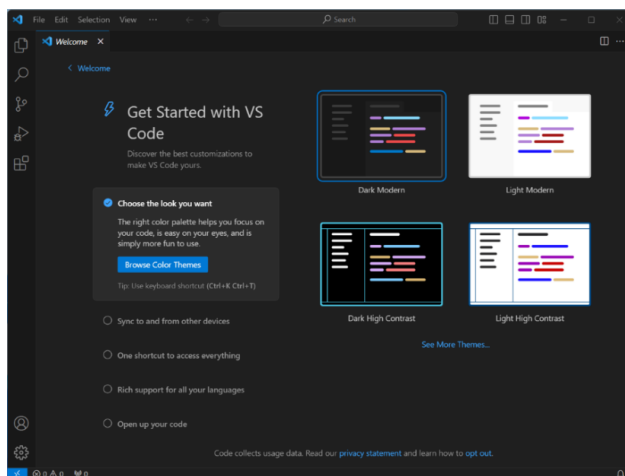 File Edit Selection View ... Search
Welcome
Welcome
Get Started with VS
Code
Discover the best customizations to
make VS Code yours.
Choose the look you want
The right color palette helps you focus on
your code, is easy on your eyes, and is
simply more fun to use.
Browse Color Themes
Tip: Use keyboard shortcut (Ctrl+K Ctrl+T)
Sync to and from other devices
One shortcut to access everything
Rich support for all your languages
Open up your code
Dark Modern
Light Modern
Dark High Contrast
Light High Contrast
See More Themes...
Code collects usage data. Read our privacy statement and learn how to opt out.
0 0 0